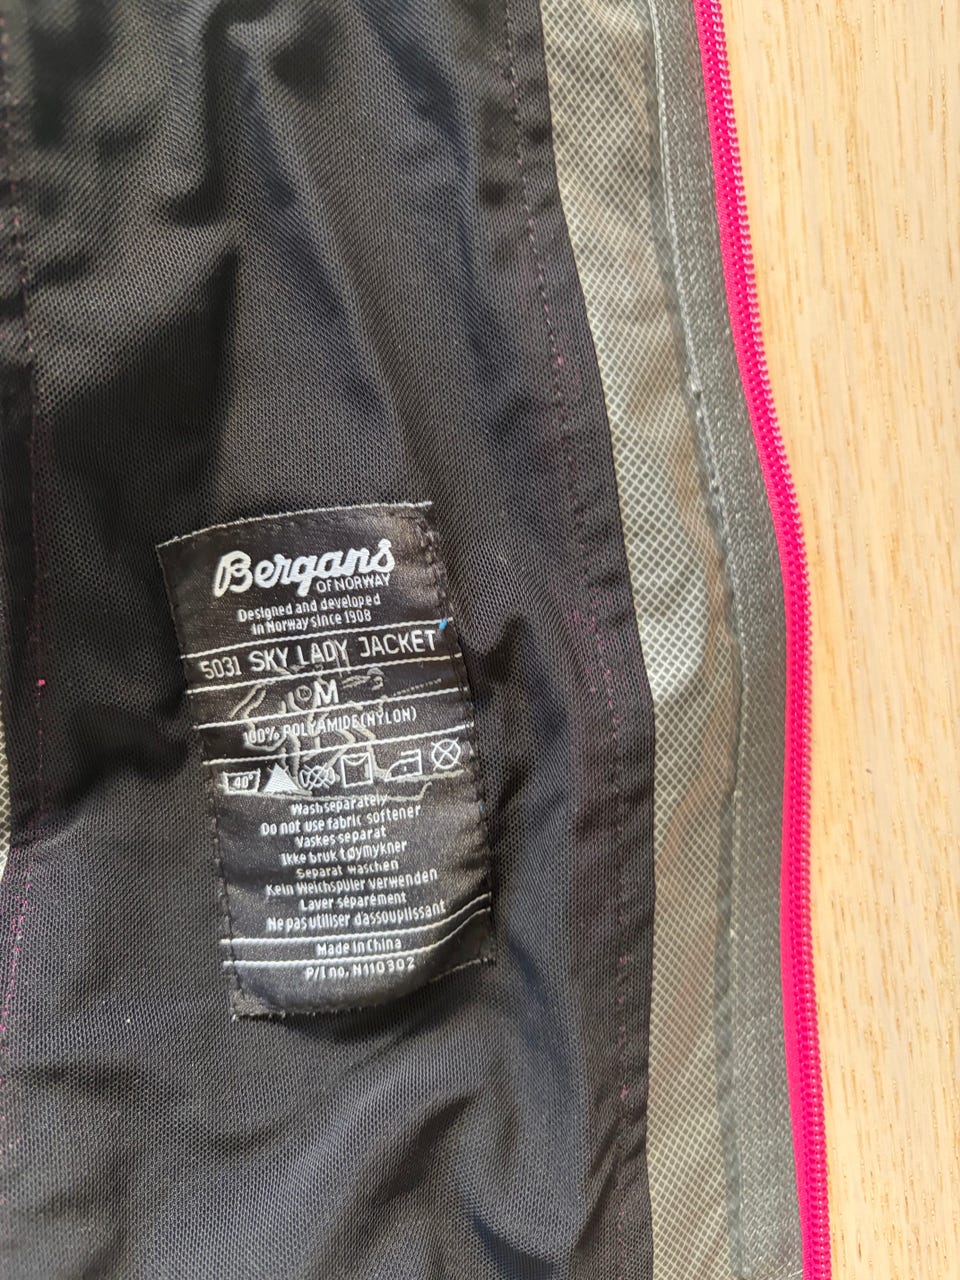 Bergans
OF NORWAY
Designed and developed
in Norway since 1908
5031 SKY LADY JACKET
M
100% POLYAMIDE(NYLON)
40°
Wash separately
Do not use fabric softener
Vaskes separat
Ikke bruk tøymykner
Separat waschen
Kein Weichspüler verwenden
Laver séparément
Ne pas utiliser dassouplissant
Made in China
P/I no. N110302